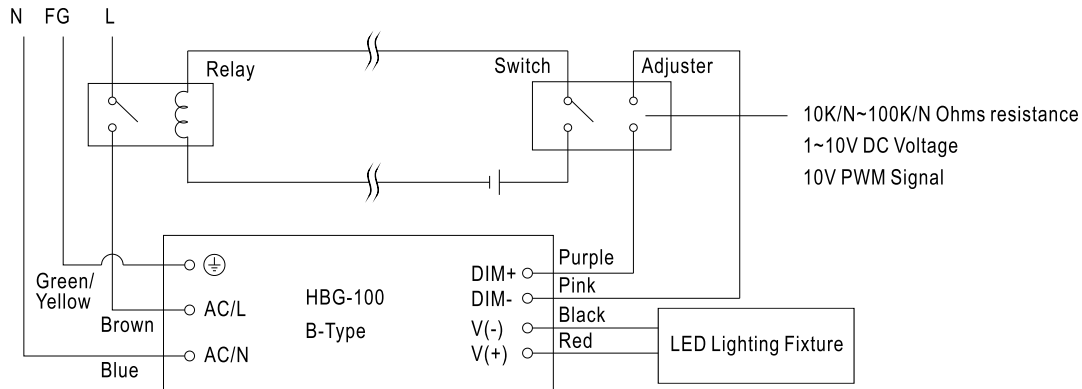 N FG L
Relay
Switch
Adjuster
10K/N~100K/N Ohms resistance
1~10V DC Voltage
10V PWM Signal
Green/
Yellow
Brown
Blue
AC/L
AC/N
HBG-100
B-Type
DIM+
DIM-
V(-)
V(+)
Purple
Pink
Black
Red
LED Lighting Fixture